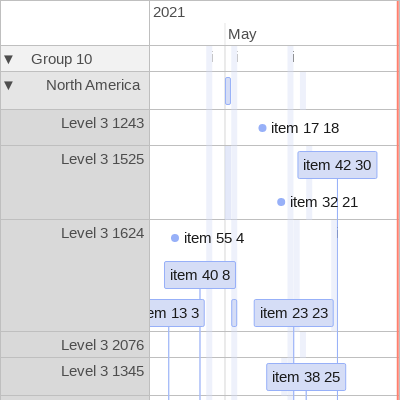 2021
May
▼ Group 10
▼ North America
Level 3 1243
item 17 18
Level 3 1525
item 42 30
item 32 21
Level 3 1624
item 55 4
item 40 8
em 13 3
item 23 23
Level 3 2076
Level 3 1345
item 38 25